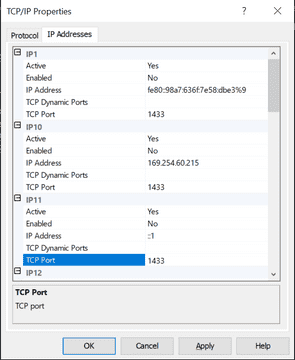 TCP/IP Properties
? ×
Protocol IP Addresses
IP1
Active Yes
Enabled No
IP Address fe80::98a7:636f:7e58:dbe3%9
TCP Dynamic Ports
TCP Port 1433
IP10
Active Yes
Enabled No
IP Address 169.254.60.215
TCP Dynamic Ports
TCP Port 1433
IP11
Active Yes
Enabled No
IP Address ::1
TCP Dynamic Ports
TCP Port 1433
IP12
TCP Port
TCP port
OK Cancel Apply Help